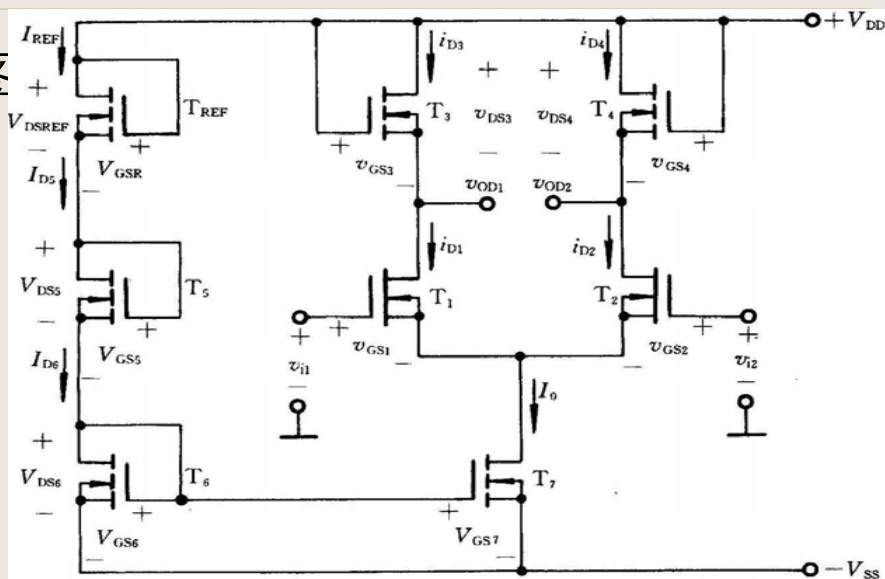 +V_DD
I_REF
i_D3
i_D4
+
+
+
T_REF
T_3
T_4
V_DSREF
v_DS3
v_DS4
+
+
+
−
V_GSR
−
−
v_GS3
v_GS4
I_D5
−
−
−
v_OD1
v_OD2
+
i_D1
i_D2
V_DS5
T_5
T_1
T_2
−
+
+
+
V_GS5
+
v_GS1
v_GS2
+
I_D6
−
v_i1
−
−
v_i2
−
I_0
−
+
V_DS6
T_6
T_7
−
+
+
V_GS6
V_GS7
−
−
−V_SS